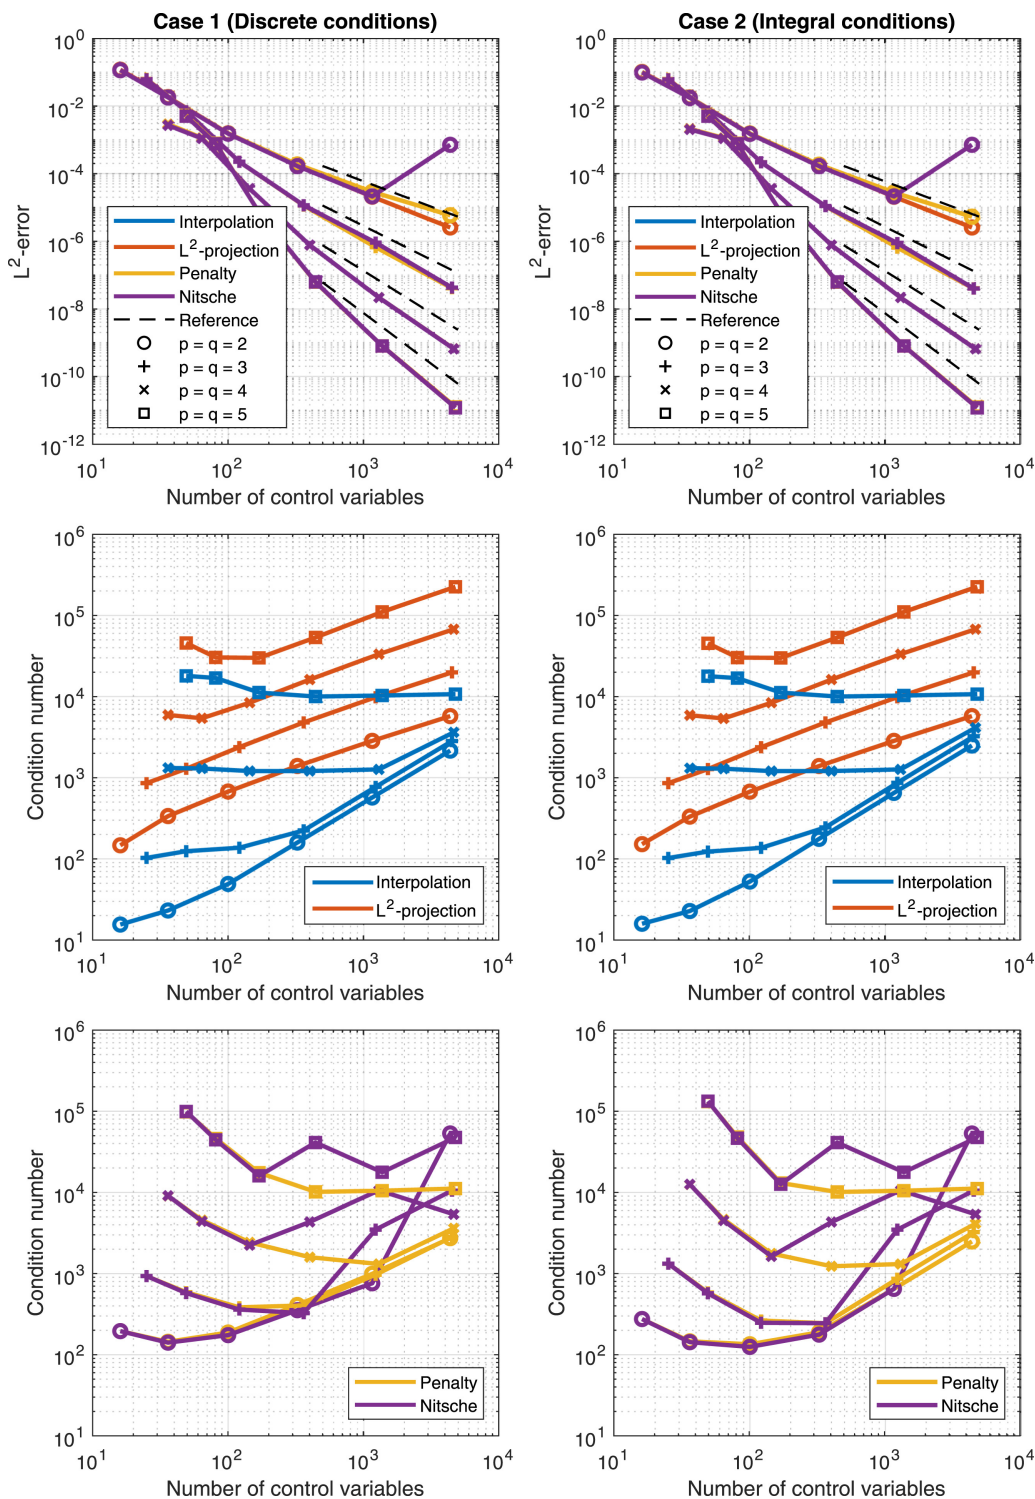 Case 1 (Discrete conditions)
10^0
10^-2
10^-4
10^-6
10^-8
10^-10
10^-12
L^2-error
Interpolation
L^2-projection
Penalty
Nitsche
Reference
p = q = 2
p = q = 3
p = q = 4
p = q = 5
10^1 10^2 10^3 10^4
Number of control variables
Case 2 (Integral conditions)
10^0
10^-2
10^-4
10^-6
10^-8
10^-10
10^-12
L^2-error
Interpolation
L^2-projection
Penalty
Nitsche
Reference
p = q = 2
p = q = 3
p = q = 4
p = q = 5
10^1 10^2 10^3 10^4
Number of control variables
10^6
10^5
10^4
10^3
10^2
10^1
Condition number
Interpolation
L^2-projection
10^1 10^2 10^3 10^4
Number of control variables
10^6
10^5
10^4
10^3
10^2
10^1
Condition number
Interpolation
L^2-projection
10^1 10^2 10^3 10^4
Number of control variables
10^6
10^5
10^4
10^3
10^2
10^1
Condition number
Penalty
Nitsche
10^1 10^2 10^3 10^4
Number of control variables
10^6
10^5
10^4
10^3
10^2
10^1
Condition number
Penalty
Nitsche
10^1 10^2 10^3 10^4
Number of control variables